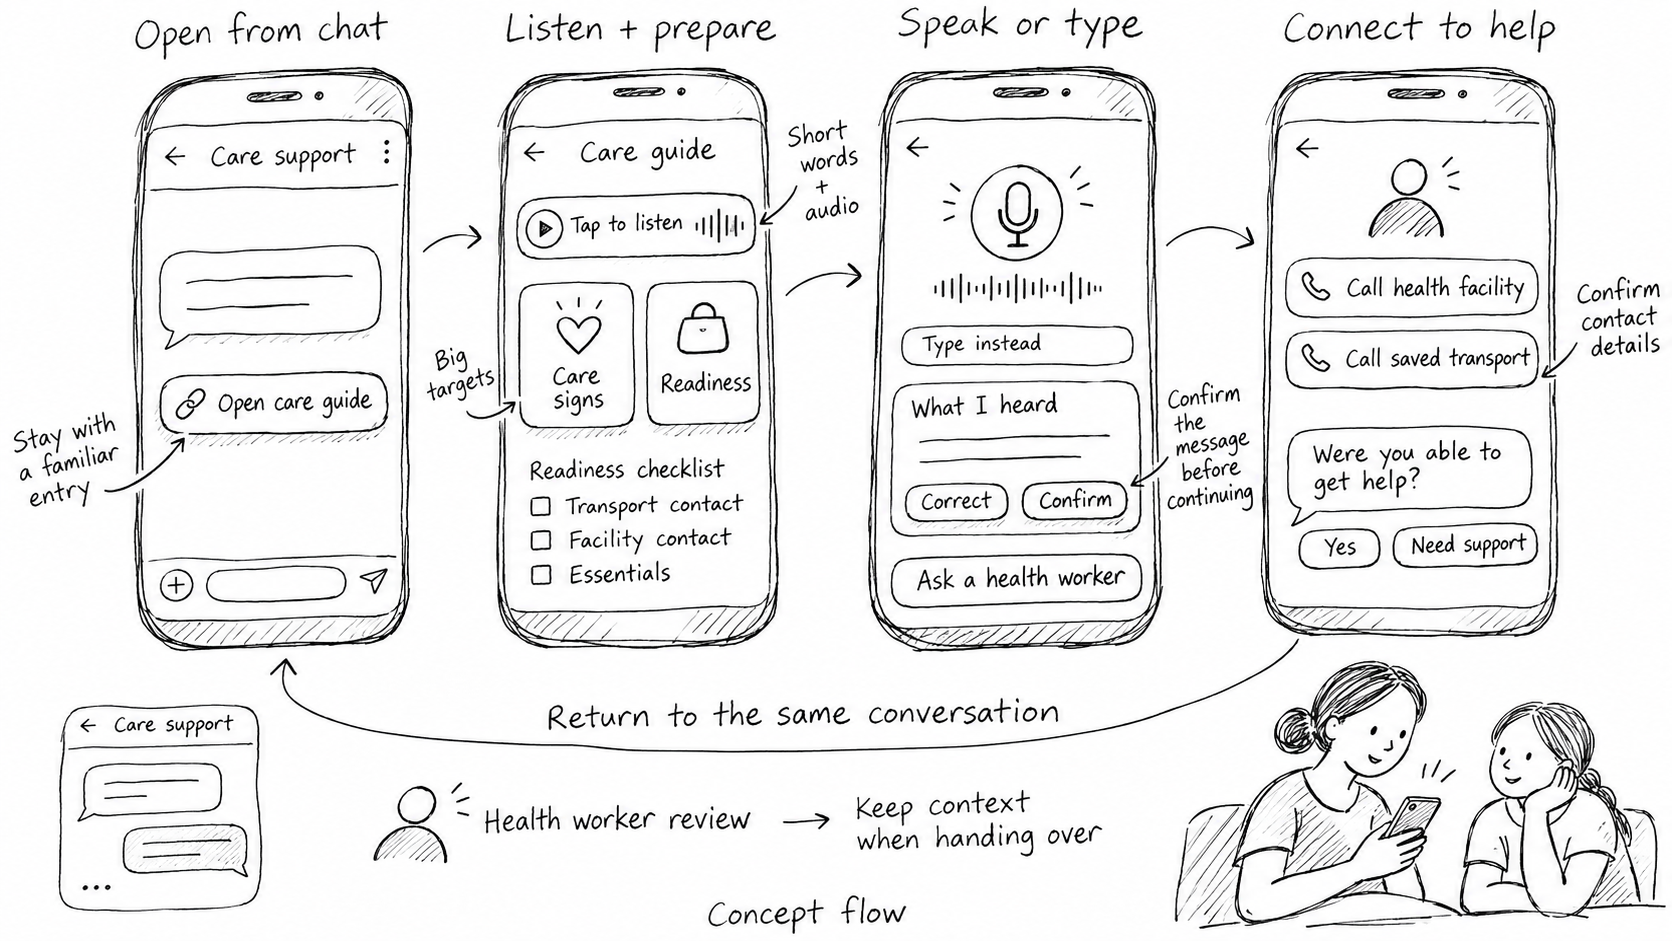 Open from chat
Listen + prepare
Speak or type
Connect to help
Care support
Open care guide
Stay with
a familiar
entry
Care guide
Tap to listen
Short
words
+
audio
Care
signs
Readiness
Big
targets
Readiness checklist
Transport contact
Facility contact
Essentials
Type instead
What I heard
Correct
Confirm
Ask a health worker
Confirm
the
message
before
continuing
Call health facility
Call saved transport
Confirm
contact
details
Were you able to
get help?
Yes
Need support
Return to the same conversation
Care support
Health worker review
Keep context
when handing over
Concept flow